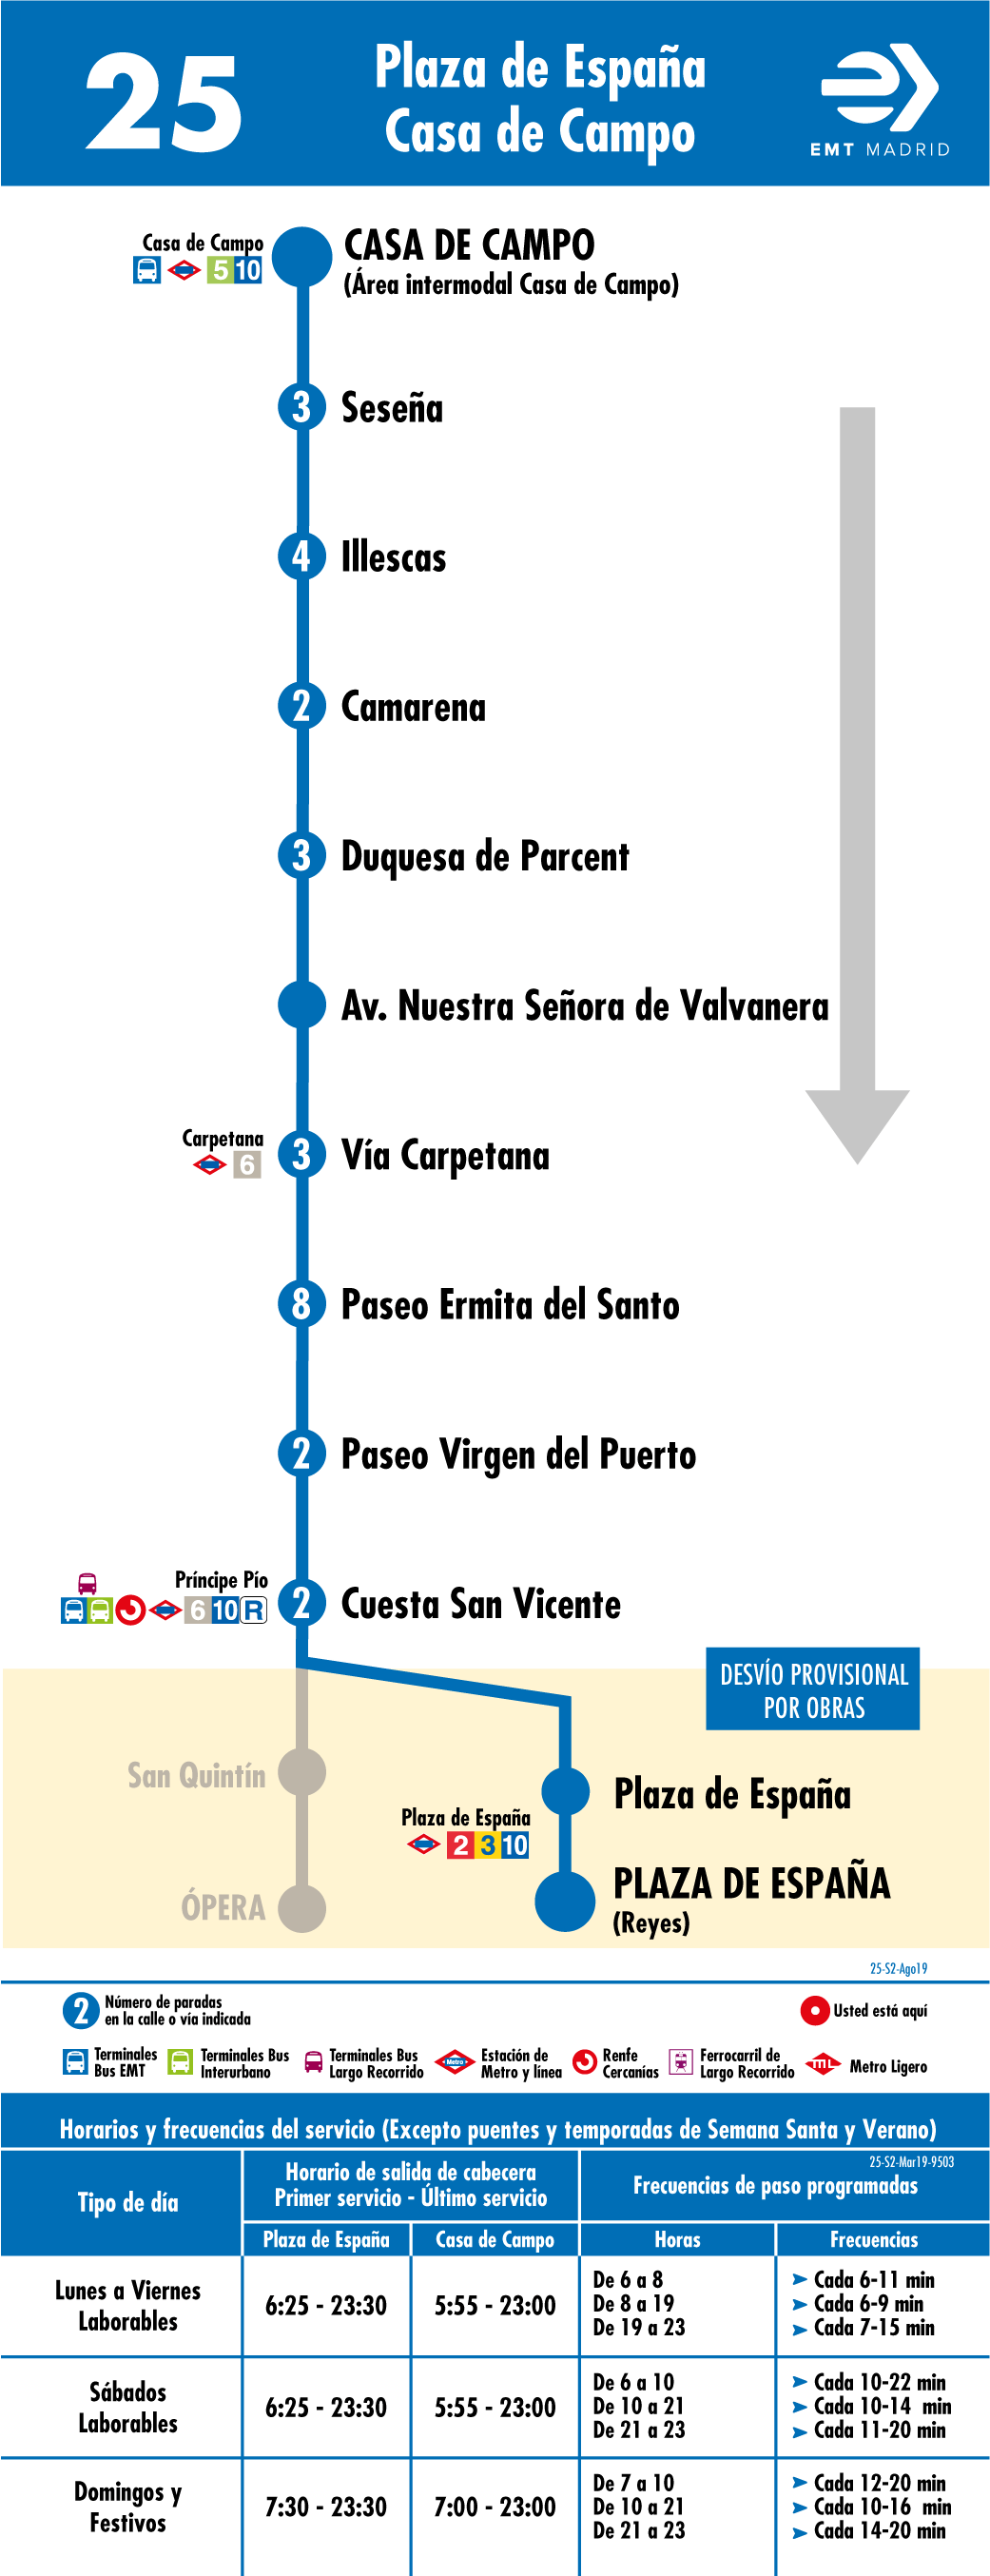 25
Plaza de España
Casa de Campo
EMT MADRID
Casa de Campo
5 10
CASA DE CAMPO
(Área intermodal Casa de Campo)
3 Seseña
4 Illescas
2 Camarena
3 Duquesa de Parcent
Av. Nuestra Señora de Valvanera
Carpetana
6
3 Vía Carpetana
8 Paseo Ermita del Santo
2 Paseo Virgen del Puerto
Príncipe Pío
6 10 R
2 Cuesta San Vicente
DESVÍO PROVISIONAL
POR OBRAS
San Quintín
ÓPERA
Plaza de España
Plaza de España
2 3 10
PLAZA DE ESPAÑA
(Reyes)
25-S2-Ago19
2 Número de paradas
en la calle o vía indicada
Usted está aquí
Terminales
Bus EMT
Terminales Bus
Interurbano
Terminales Bus
Largo Recorrido
Metro
Estación de
Metro y línea
Renfe
Cercanías
Ferrocarril de
Largo Recorrido
ML
Metro Ligero
Horarios y frecuencias del servicio (Excepto puentes y temporadas de Semana Santa y Verano)
25-S2-Mar19-9503
Tipo de día
Horario de salida de cabecera
Primer servicio - Último servicio
Frecuencias de paso programadas
Plaza de España
Casa de Campo
Horas
Frecuencias
Lunes a Viernes
Laborables
6:25 - 23:30
5:55 - 23:00
De 6 a 8
Cada 6-11 min
De 8 a 19
Cada 6-9 min
De 19 a 23
Cada 7-15 min
Sábados
Laborables
6:25 - 23:30
5:55 - 23:00
De 6 a 10
Cada 10-22 min
De 10 a 21
Cada 10-14 min
De 21 a 23
Cada 11-20 min
Domingos y
Festivos
7:30 - 23:30
7:00 - 23:00
De 7 a 10
Cada 12-20 min
De 10 a 21
Cada 10-16 min
De 21 a 23
Cada 14-20 min